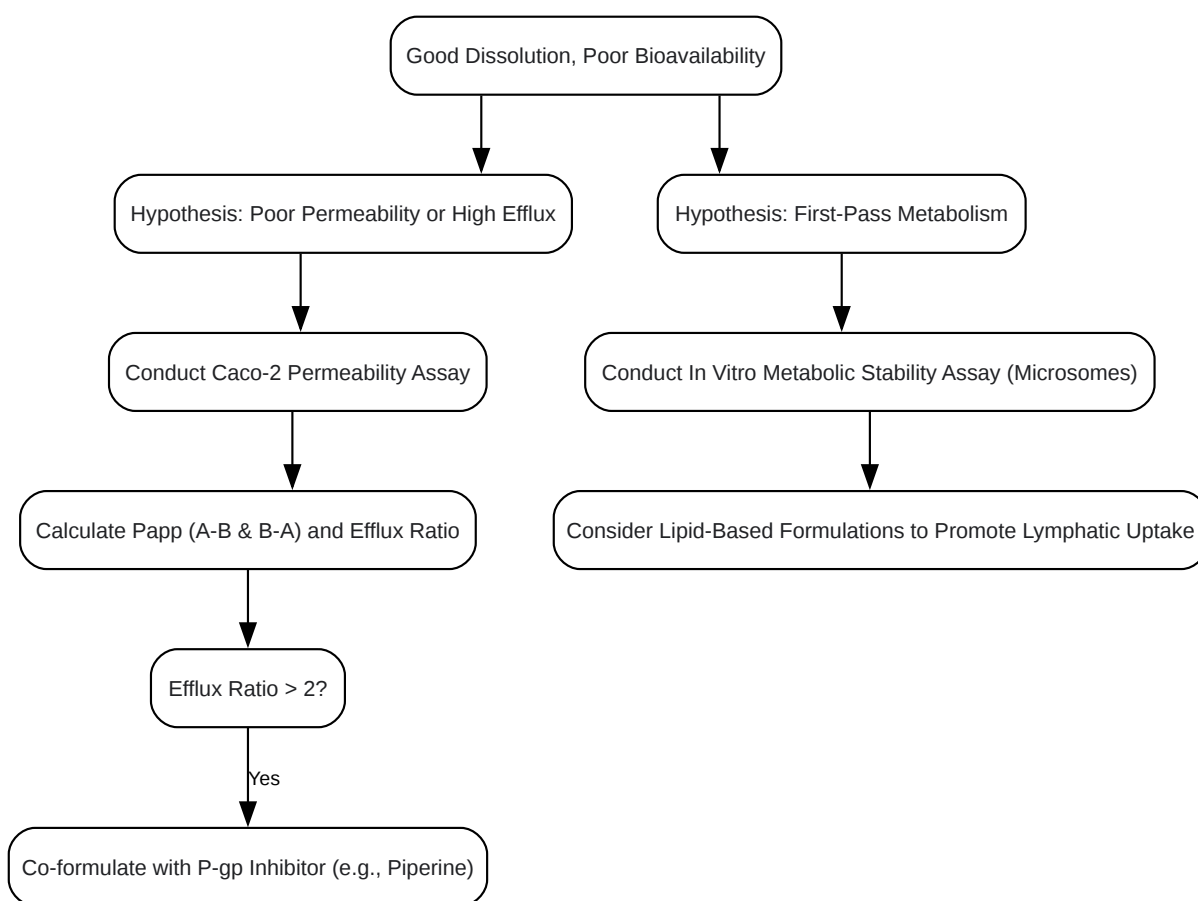 Good Dissolution, Poor Bioavailability
Hypothesis: Poor Permeability or High Efflux
Hypothesis: First-Pass Metabolism
Conduct Caco-2 Permeability Assay
Conduct In Vitro Metabolic Stability Assay (Microsomes)
Calculate Papp (A-B & B-A) and Efflux Ratio
Consider Lipid-Based Formulations to Promote Lymphatic Uptake
Efflux Ratio > 2?
Yes
Co-formulate with P-gp Inhibitor (e.g., Piperine)